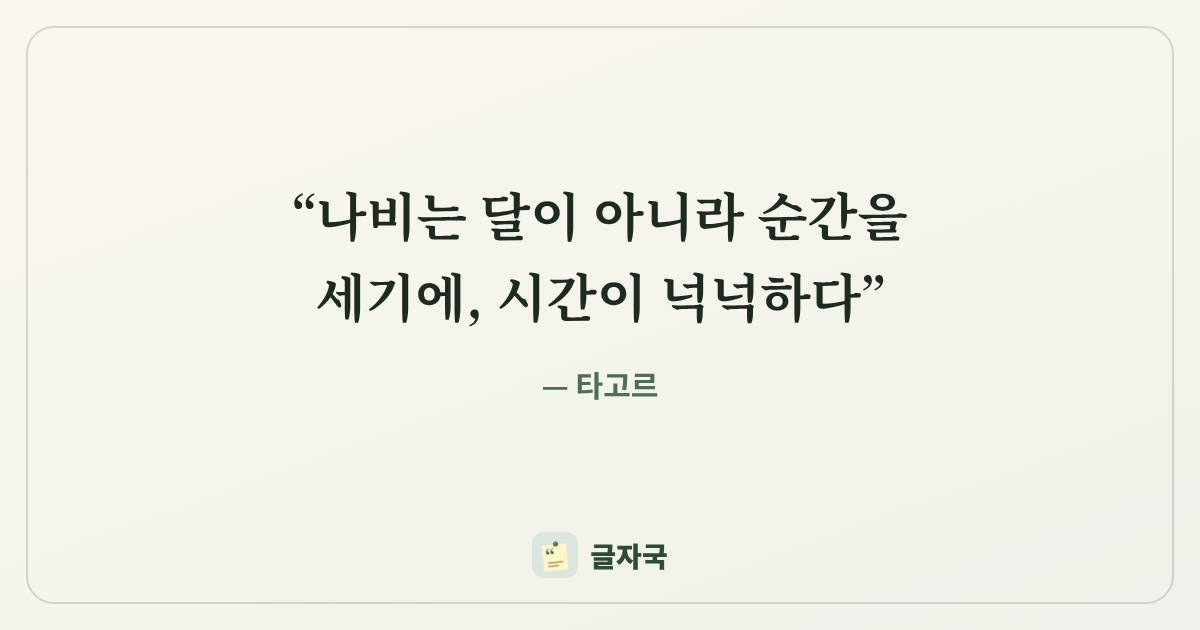 “나비는 달이 아니라 순간을
세기에, 시간이 넉넉하다”
— 타고르
글자국